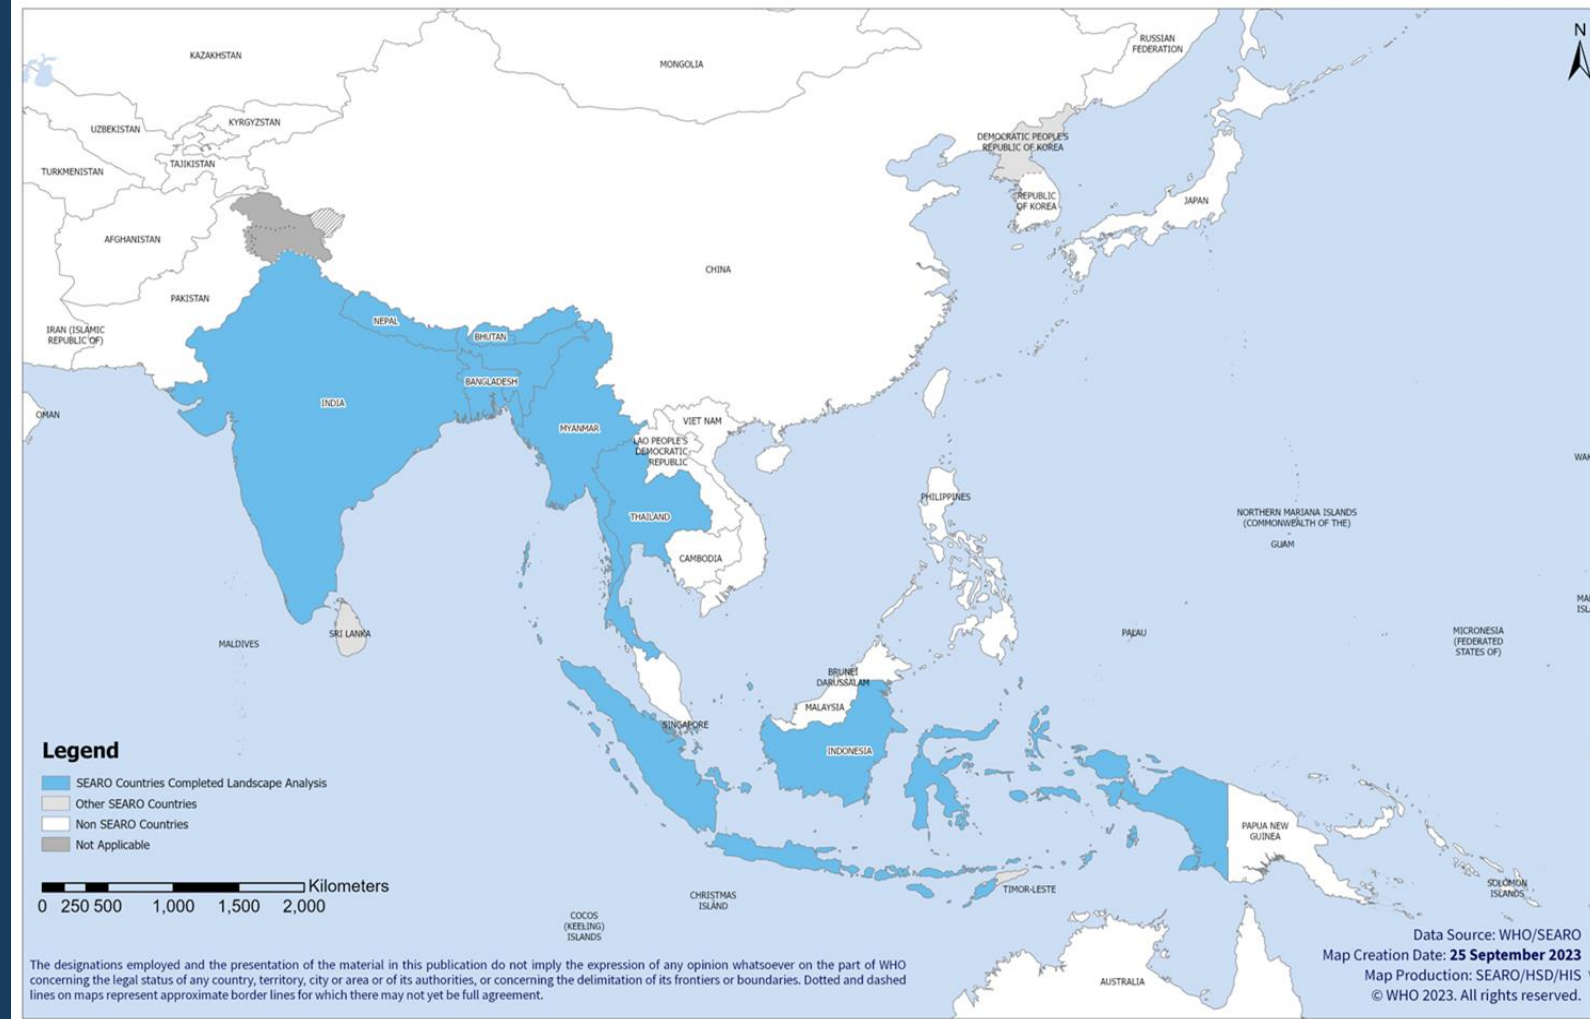 N
RUSSIAN
FEDERATION
KAZAKHSTAN
MONGOLIA
UZBEKISTAN
KYRGYZSTAN
DEMOCRATIC PEOPLE'S
REPUBLIC OF KOREA
TAJIKISTAN
TURKMENISTAN
REPUBLIC
OF KOREA
JAPAN
AFGHANISTAN
CHINA
PAKISTAN
IRAN (ISLAMIC
REPUBLIC OF)
NEPAL
BHUTAN
BANGLADESH
INDIA
OMAN
MYANMAR
VIET NAM
LAO PEOPLE'S
DEMOCRATIC
REPUBLIC
THAILAND
PHILIPPINES
NORTHERN MARIANA ISLANDS
(COMMONWEALTH OF THE)
GUAM
CAMBODIA
SRI LANKA
MALDIVES
PALAU
MICRONESIA
(FEDERATED
STATES OF)
BRUNEI
DARUSSALAM
MALAYSIA
SINGAPORE
INDONESIA
PAPUA NEW
GUINEA
SOLOMON
ISLANDS
TIMOR-LESTE
CHRISTMAS
ISLAND
COCOS
(KEELING)
ISLANDS
AUSTRALIA
Legend
SEARO Countries Completed Landscape Analysis
Other SEARO Countries
Non SEARO Countries
Not Applicable
Kilometers
0 250 500 1,000 1,500 2,000
The designations employed and the presentation of the material in this publication do not imply the expression of any opinion whatsoever on the part of WHO
concerning the legal status of any country, territory, city or area or of its authorities, or concerning the delimitation of its frontiers or boundaries. Dotted and dashed
lines on maps represent approximate border lines for which there may not yet be full agreement.
Data Source: WHO/SEARO
Map Creation Date: 25 September 2023
Map Production: SEARO/HSD/HIS
© WHO 2023. All rights reserved.